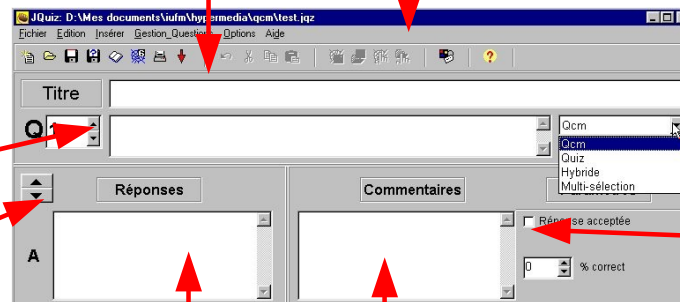 JQuiz: D:\Mes documents\iufm\hypermedia\qcm\test.jqz
Fichier Edition Insérer Gestion_Questions Options Aide
Titre
Q 1
Qcm
Qcm
Quiz
Hybride
Multi-sélection
Réponses Commentaires
Réponse acceptée
A
0 % correct